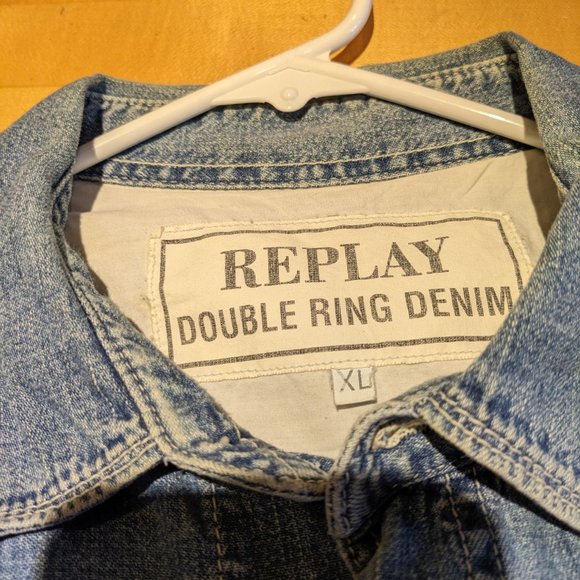 REPLAY
DOUBLE RING DENIM
XL